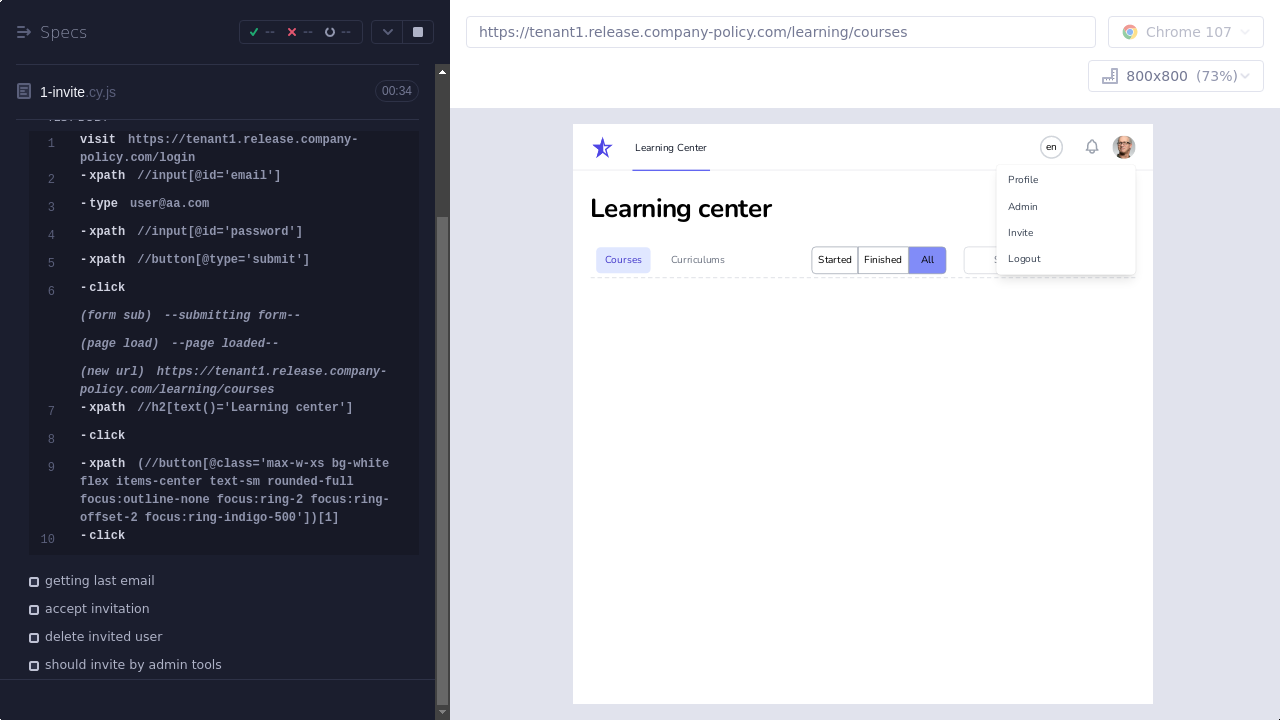 Specs
--
--
--
1-invite.cy.js
00:34
1 visit https://tenant1.release.company-
policy.com/login
2 -xpath //input[@id='email']
3 -type user@aa.com
4 -xpath //input[@id='password']
5 -xpath //button[@type='submit']
6 -click
(form sub) --submitting form--
(page load) --page loaded--
(new url) https://tenant1.release.company-
policy.com/learning/courses
7 -xpath //h2[text()='Learning center']
8 -click
9 -xpath (//button[@class='max-w-xs bg-white
flex items-center text-sm rounded-full
focus:outline-none focus:ring-2 focus:ring-
offset-2 focus:ring-indigo-500'])[1]
10 -click
getting last email
accept invitation
delete invited user
should invite by admin tools
https://tenant1.release.company-policy.com/learning/courses
Chrome 107
800x800 (73%)
Learning Center
en
Profile
Admin
Invite
Logout
Learning center
Courses
Curriculums
Started
Finished
All